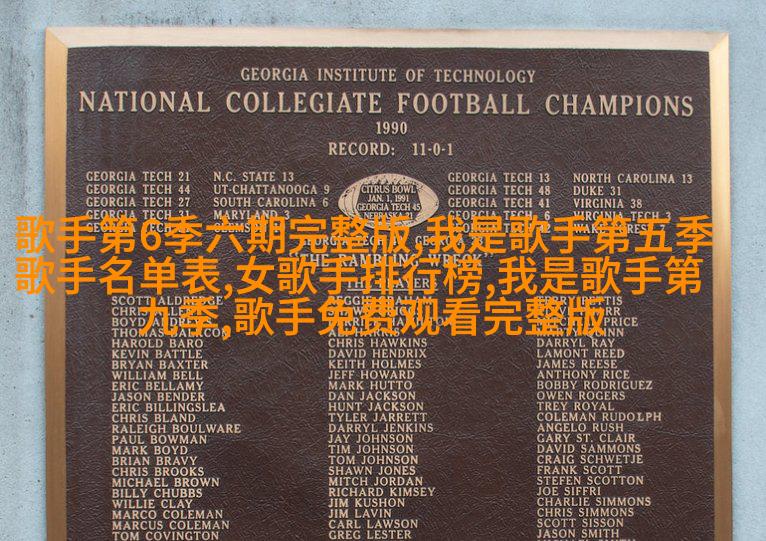 GEORGIA INSTITUTE OF TECHNOLOGY
NATIONAL COLLEGIATE FOOTBALL CHAMPIONS
1990
RECORD: 11-0-1
GEORGIA TECH 21 N.C. STATE 13
GEORGIA TECH 44 UT-CHATTANOOGA 9
GEORGIA TECH 27 SOUTH CAROLINA 6
MARYLAND 3
CITRUS BOWL
JAN. 1, 1991
GEORGIA TECH 45
NEBRASKA 21
GEORGIA TECH 13 NORTH CAROLINA 13
GEORGIA TECH 48 DUKE 31
GEORGIA TECH 41 VIRGINIA 38
6 VIRGINIA TECH 3
歌手第6季六期完整版,我是歌手第五季
歌手名单表,女歌手排行榜,我是歌手第
九季,歌手免费观看完整版
"THE RAMBLING WRECK"
SCOTT ALDREDGE
HAROLD BARO
KEVIN BATTLE
BRYAN BAXTER
WILLIAM BELL
ERIC BELLAMY
JASON BENDER
ERIC BILLINGSLEA
CHRIS BLAND
RALEIGH BOULWARE
PAUL BOWMAN
MARK BOYD
BRIAN BRAVY
CHRIS BROOKS
MICHAEL BROWN
BILLY CHUBBS
WILLIE CLAY
MARCO COLEMAN
MARCUS COLEMAN
TOM COVINGTON
CHRIS HAWKINS
DAVID HENDRIX
KEITH HOLMES
JEFF HOWARD
MARK HUTTO
DAN JACKSON
HUNT JACKSON
TYLER JARRETT
DARRYL JENKINS
JAY JOHNSON
TIM JOHNSON
TOM JOHNSON
SHAWN JONES
MITCH JORDAN
RICHARD KIMSEY
JIM KUSHON
JIM LAVIN
CARL LAWSON
GREG LESTER
DARRYL RAY
LAMONT REED
JAMES REESE
ANTHONY RICE
BOBBY RODRIGUEZ
OWEN ROGERS
TREY ROYAL
COLEMAN RUDOLPH
ANGELO RUSH
GARY ST. CLAIR
DAVID SAMMONS
CRAIG SCHWETJE
FRANK SCOTT
STEFEN SCOTTON
JOE SIFFRI
CHARLIE SIMMONS
CHRIS SIMMONS
SCOTT SISSON
JASON SMITH